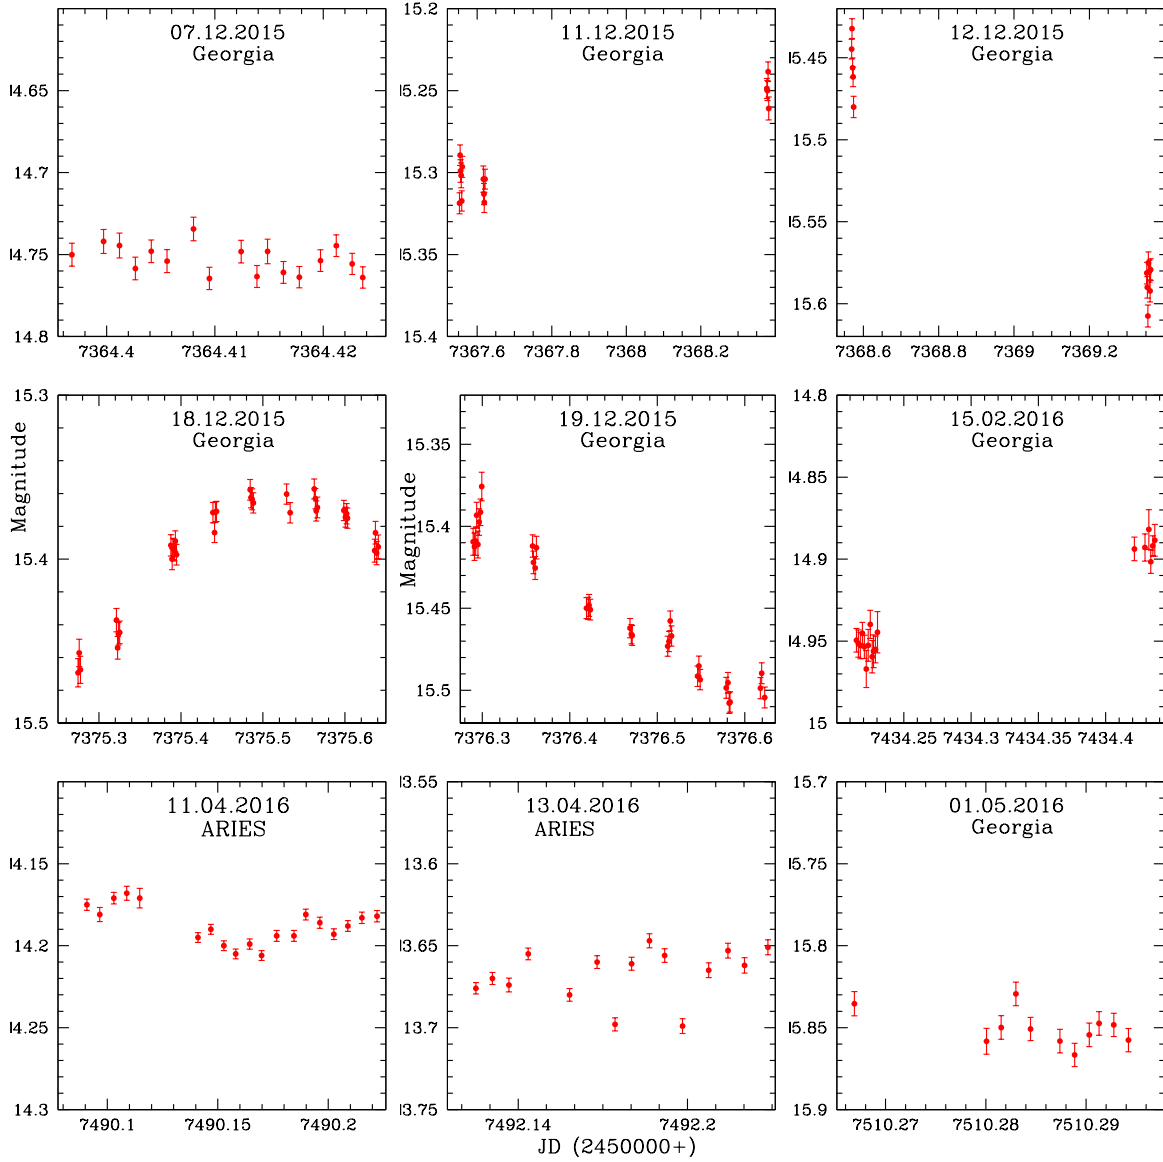 07.12.2015
Georgia
14.65
14.7
14.75
14.8
7364.4 7364.41 7364.42
11.12.2015
Georgia
15.2
15.25
15.3
15.35
15.4
7367.6 7367.8 7368 7368.2
12.12.2015
Georgia
15.45
15.5
15.55
15.6
7368.6 7368.8 7369 7369.2
18.12.2015
Georgia
Magnitude
15.3
15.4
15.5
7375.3 7375.4 7375.5 7375.6
19.12.2015
Georgia
Magnitude
15.35
15.4
15.45
15.5
7376.3 7376.4 7376.5 7376.6
15.02.2016
Georgia
14.8
14.85
14.9
14.95
15
7434.25 7434.3 7434.35 7434.4
11.04.2016
ARIES
14.15
14.2
14.25
14.3
7490.1 7490.15 7490.2
13.04.2016
ARIES
13.55
13.6
13.65
13.7
13.75
7492.14 7492.2
JD (2450000+)
01.05.2016
Georgia
15.7
15.75
15.8
15.85
15.9
7510.27 7510.28 7510.29